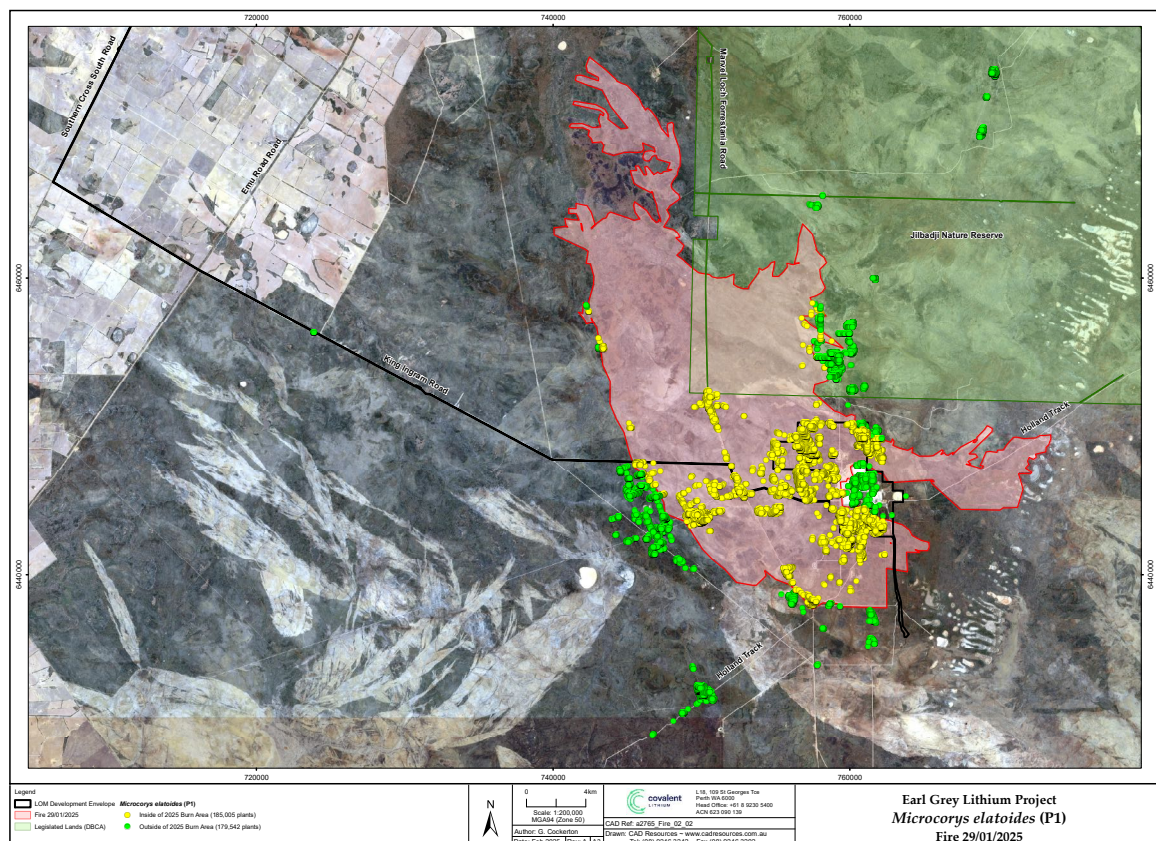 720000
740000
760000
Southern Cross South Road
Emu Road Road
Marvel Loch Forrestania Road
Jilbadji Nature Reserve
6460000
6460000
King Ingram Road
Holland Track
6440000
6440000
Holland Track
720000
740000
760000
Legend
LOM Development Envelope
Fire 29/01/2025
Legislated Lands (DBCA)
Microcorys elatoides (P1)
Inside of 2025 Burn Area (185,005 plants)
Outside of 2025 Burn Area (179,542 plants)
N
0 4km
Scale: 1:200,000
MGA94 (Zone 50)
Author: G. Cockerton
covalent
LITHIUM
L18, 109 St Georges Tce
Perth WA 6000
Head Office: +61 8 9230 5400
ACN 623 090 139
CAD Ref: a2765_Fire_02_02
Drawn: CAD Resources ~ www.cadresources.com.au
Earl Grey Lithium Project
Microcorys elatoides (P1)
Fire 29/01/2025